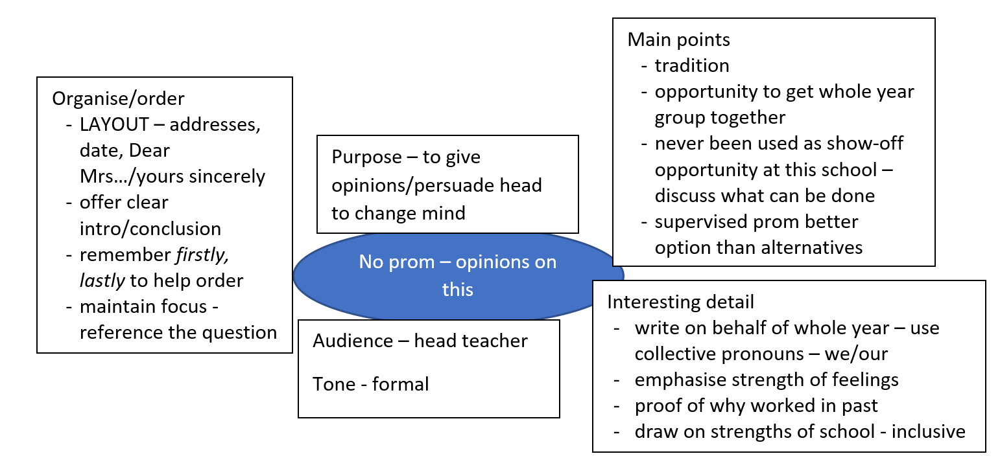 Organise/order
- LAYOUT – addresses,
date, Dear
Mrs…/yours sincerely
- offer clear
intro/conclusion
- remember firstly,
lastly to help order
- maintain focus -
reference the question
Purpose – to give
opinions/persuade head
to change mind
No prom – opinions on
this
Audience – head teacher
Tone - formal
Main points
- tradition
- opportunity to get whole year
group together
- never been used as show-off
opportunity at this school –
discuss what can be done
- supervised prom better
option than alternatives
Interesting detail
- write on behalf of whole year – use
collective pronouns – we/our
- emphasise strength of feelings
- proof of why worked in past
- draw on strengths of school - inclusive